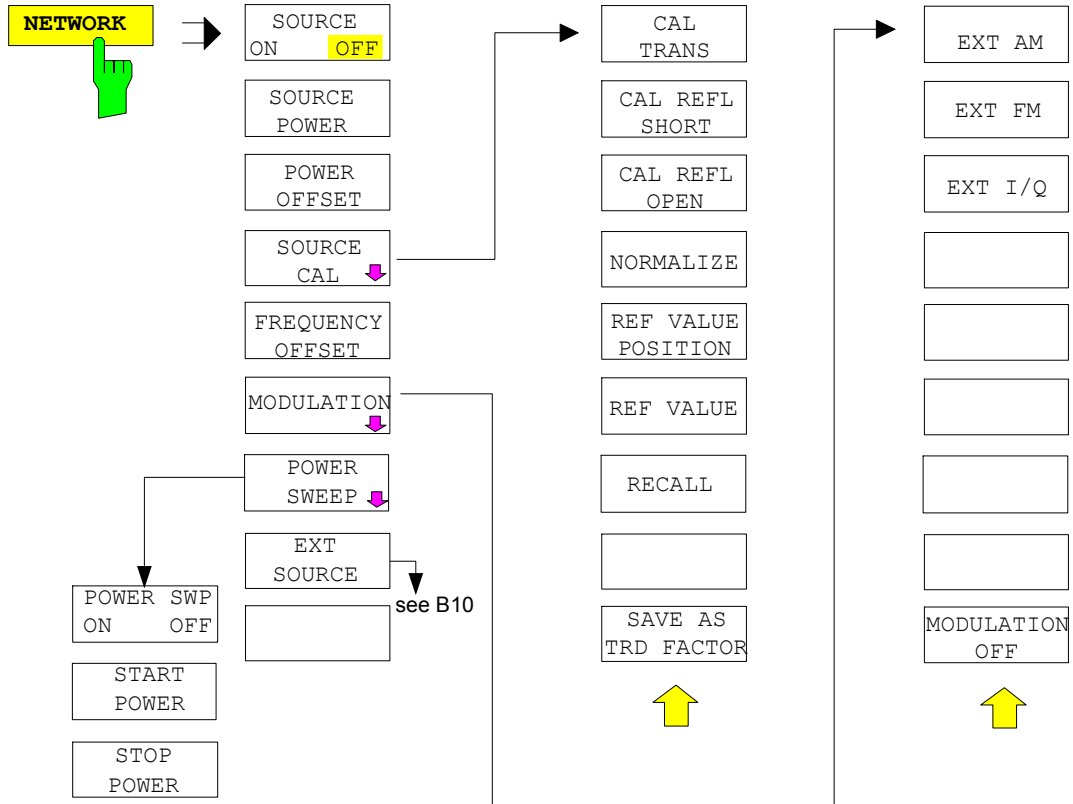 NETWORK
SOURCE
ON OFF
SOURCE
POWER
POWER
OFFSET
SOURCE
CAL
FREQUENCY
OFFSET
MODULATION
POWER
SWEEP
EXT
SOURCE
see B10
POWER SWP
ON OFF
START
POWER
STOP
POWER
CAL
TRANS
CAL REFL
SHORT
CAL REFL
OPEN
NORMALIZE
REF VALUE
POSITION
REF VALUE
RECALL
SAVE AS
TRD FACTOR
EXT AM
EXT FM
EXT I/Q
MODULATION
OFF